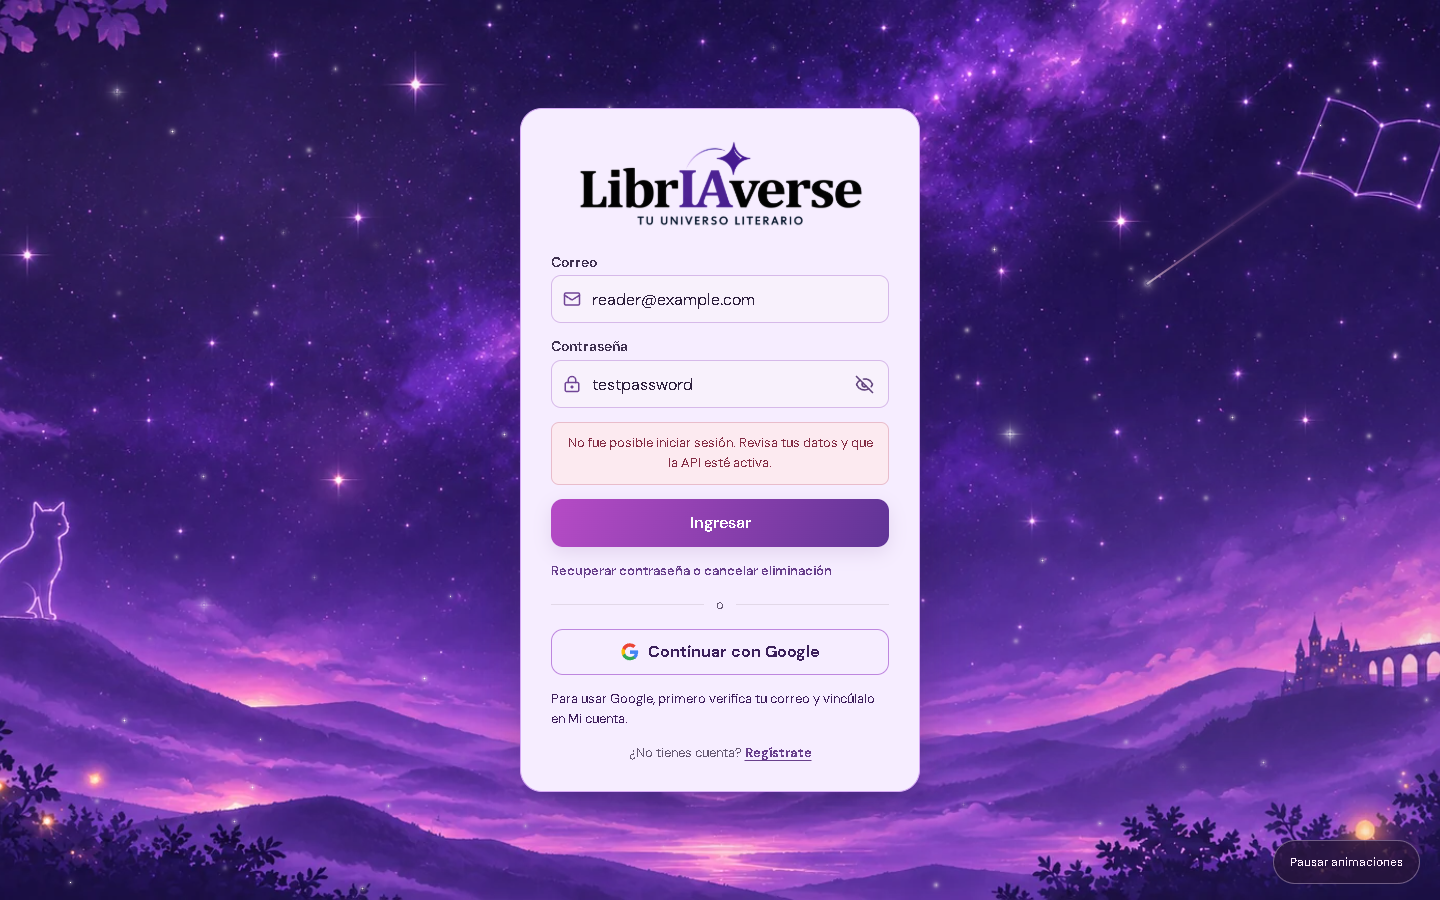 LibrIAverse
TU UNIVERSO LITERARIO
Correo
reader@example.com
Contraseña
testpassword
No fue posible iniciar sesión. Revisa tus datos y que
la API esté activa.
Ingresar
Recuperar contraseña o cancelar eliminación
o
Continuar con Google
Para usar Google, primero verifica tu correo y vincúlalo
en Mi cuenta.
¿No tienes cuenta? Regístrate
Pausar animaciones